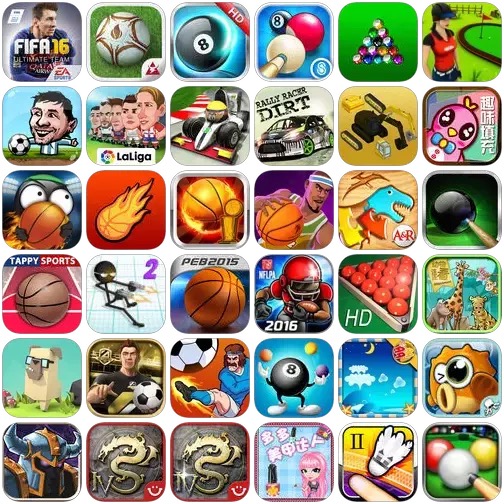 FIFA 16
ULTIMATE TEAM
EA
SPORTS
8
HD
8
LaLiga
RALLY RACER
DIRT
趣味填充
A&R
TAPPY SPORTS
2
PEB2015
NFLPA
2016
HD
8
IV
多多
美甲达人
II